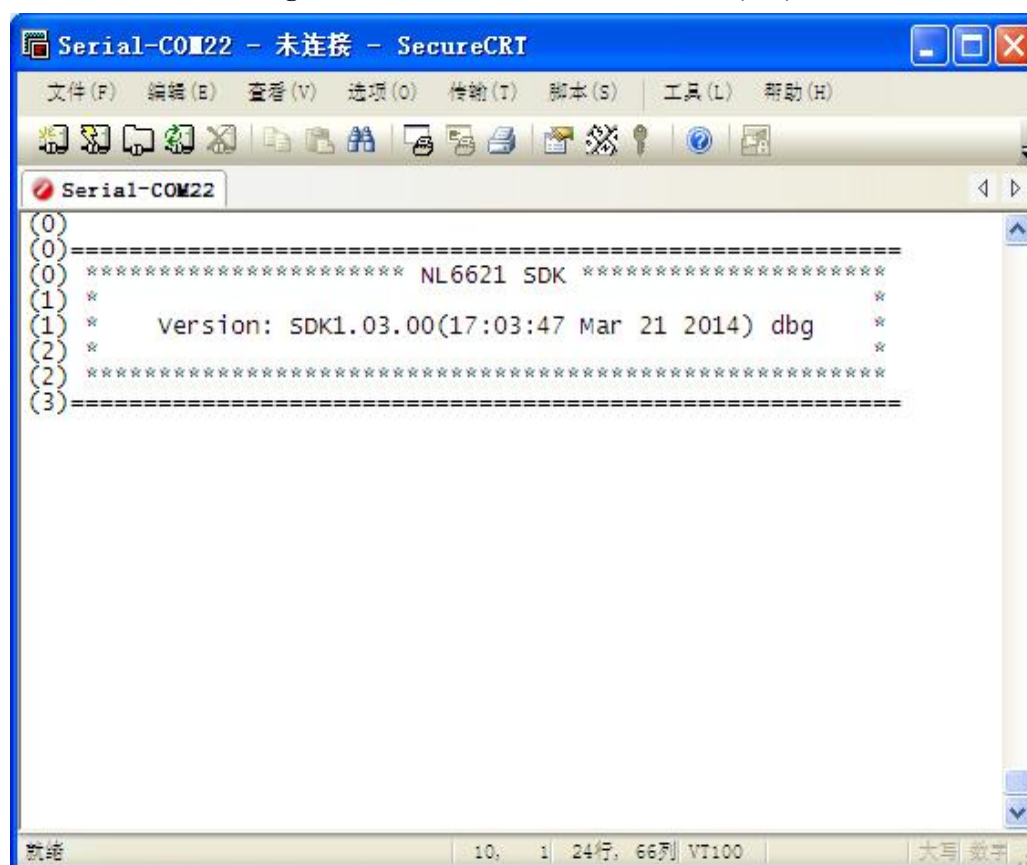 Serial-COM22 - 未连接 - SecureCRT
文件(F) 编辑(E) 查看(V) 选项(O) 传输(T) 脚本(S) 工具(L) 帮助(H)
Serial-COM22
(0)
(0)=========================================================
(0) ********************** NL6621 SDK *********************
(1) * *
(1) * Version: SDK1.03.00(17:03:47 Mar 21 2014) dbg *
(2) * *
(2) *******************************************************
(3)=========================================================
就绪 10, 1 24行, 66列 VT100 大写 数字